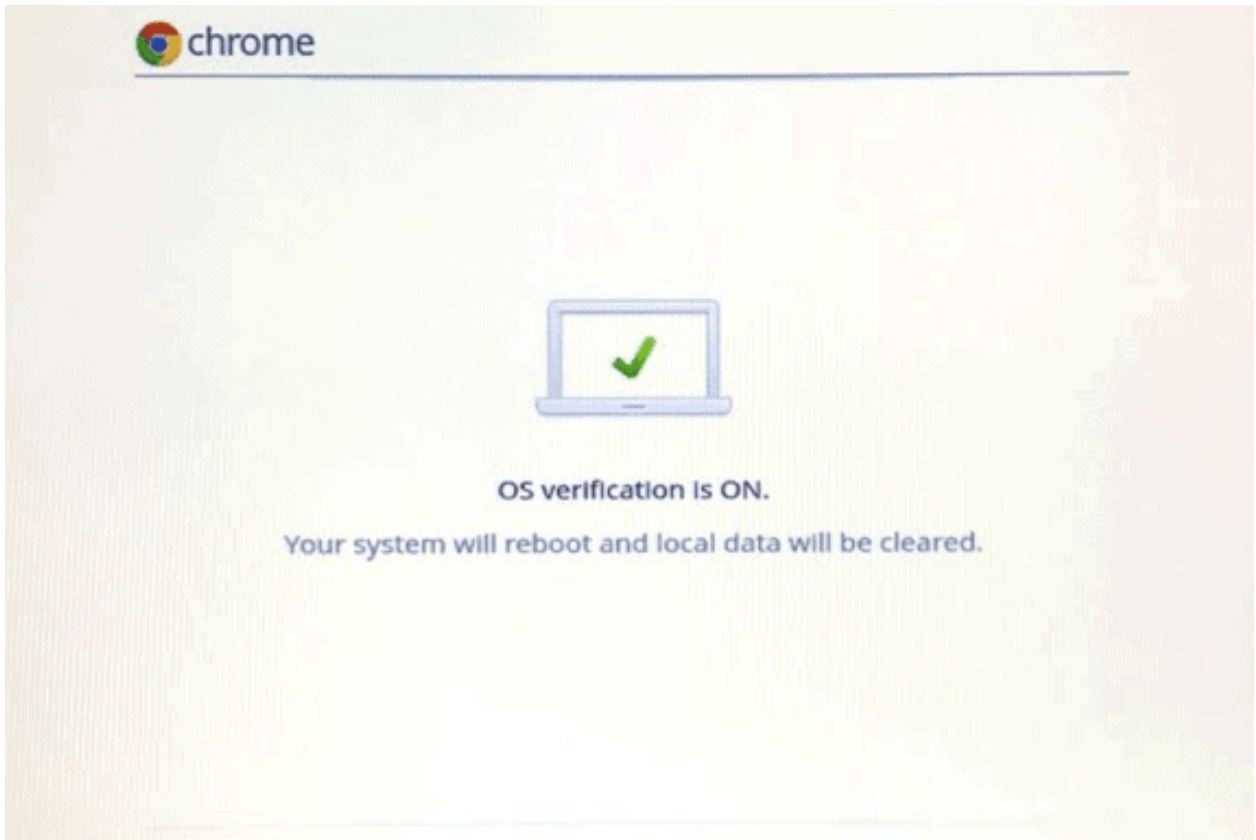 chrome
OS verification is ON.
Your system will reboot and local data will be cleared.